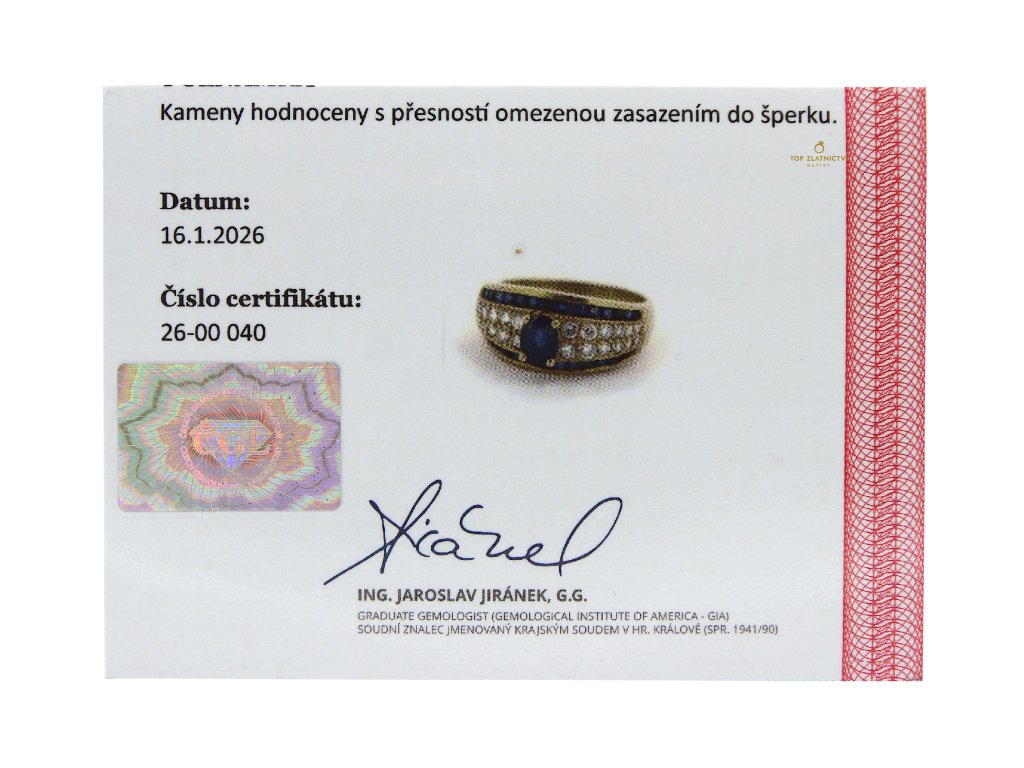 Kameny hodnoceny s přesností omezenou zasazením do šperku.
TOP ZLATNICTVÍ
outlet
Datum:
16.1.2026
Číslo certifikátu:
26-00 040
ING. JAROSLAV JIRÁNEK, G.G.
GRADUATE GEMOLOGIST (GEMOLOGICAL INSTITUTE OF AMERICA - GIA)
SOUDNÍ ZNALEC JMENOVANÝ KRAJSKÝM SOUDEM V HR. KRÁLOVÉ (SPR. 1941/90)